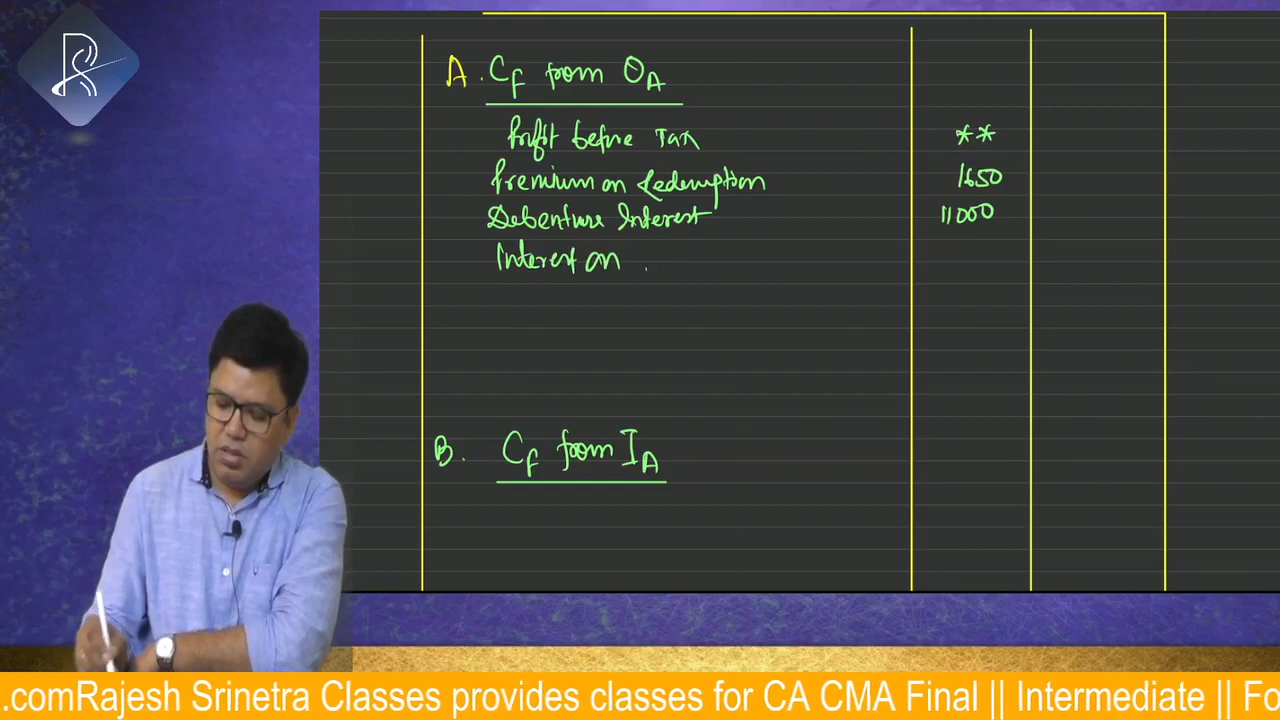 RS
A. CF from OA
Profit before Tax **
Premium on Redemption 1650
Debenture Interest 11000
Interest on
B. CF from IA
.comRajesh Srinetra Classes provides classes for CA CMA Final || Intermediate || Fo